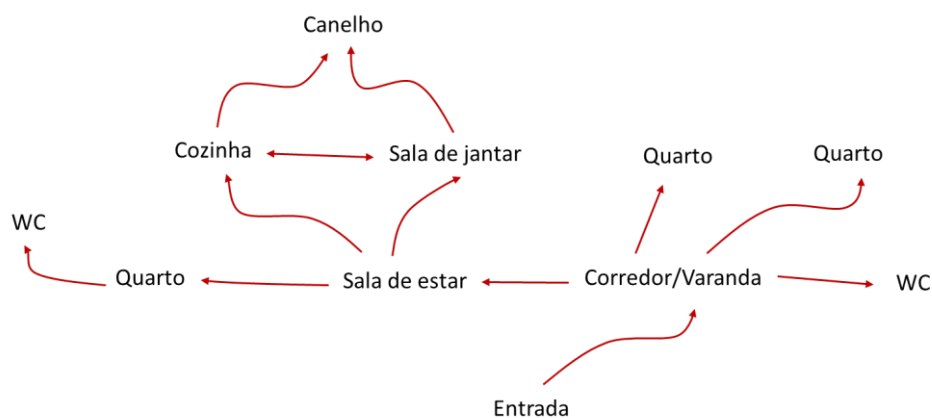 Canelho
Cozinha
Sala de jantar
Quarto
Quarto
WC
Quarto
Sala de estar
Corredor/Varanda
WC
Entrada